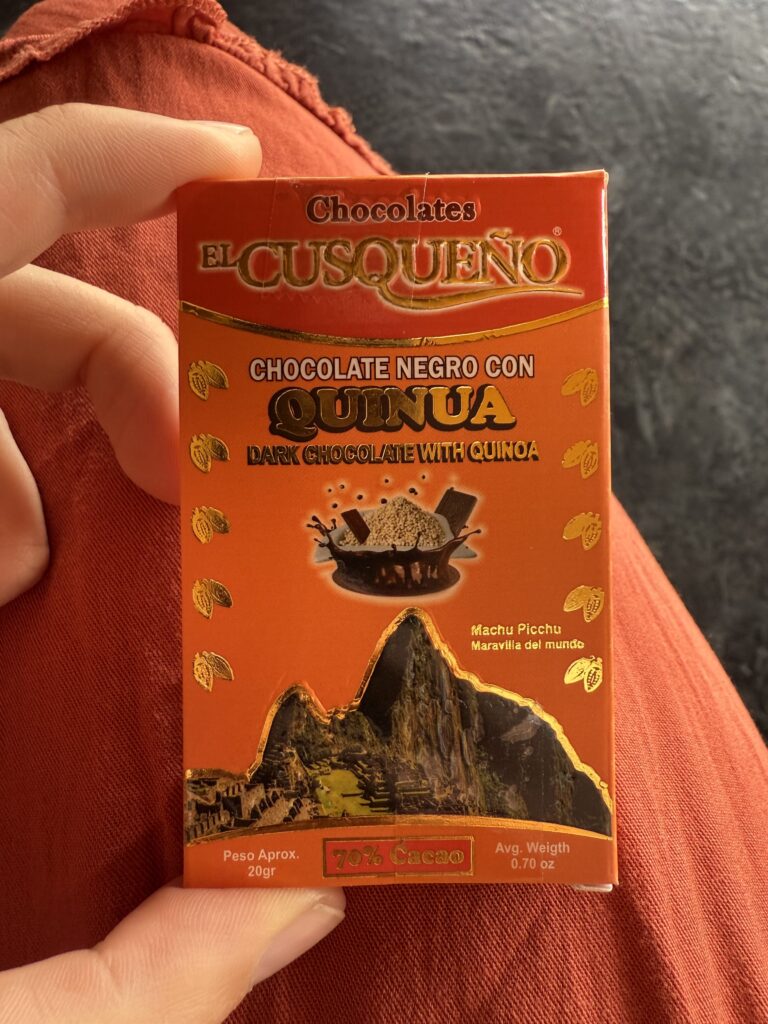 Chocolates
EL CUSQUEÑO®
CHOCOLATE NEGRO CON
QUINUA
DARK CHOCOLATE WITH QUINOA
Machu Picchu
Maravilla del mundo
Peso Aprox.
20gr
70% Cacao
Avg. Weigth
0.70 oz